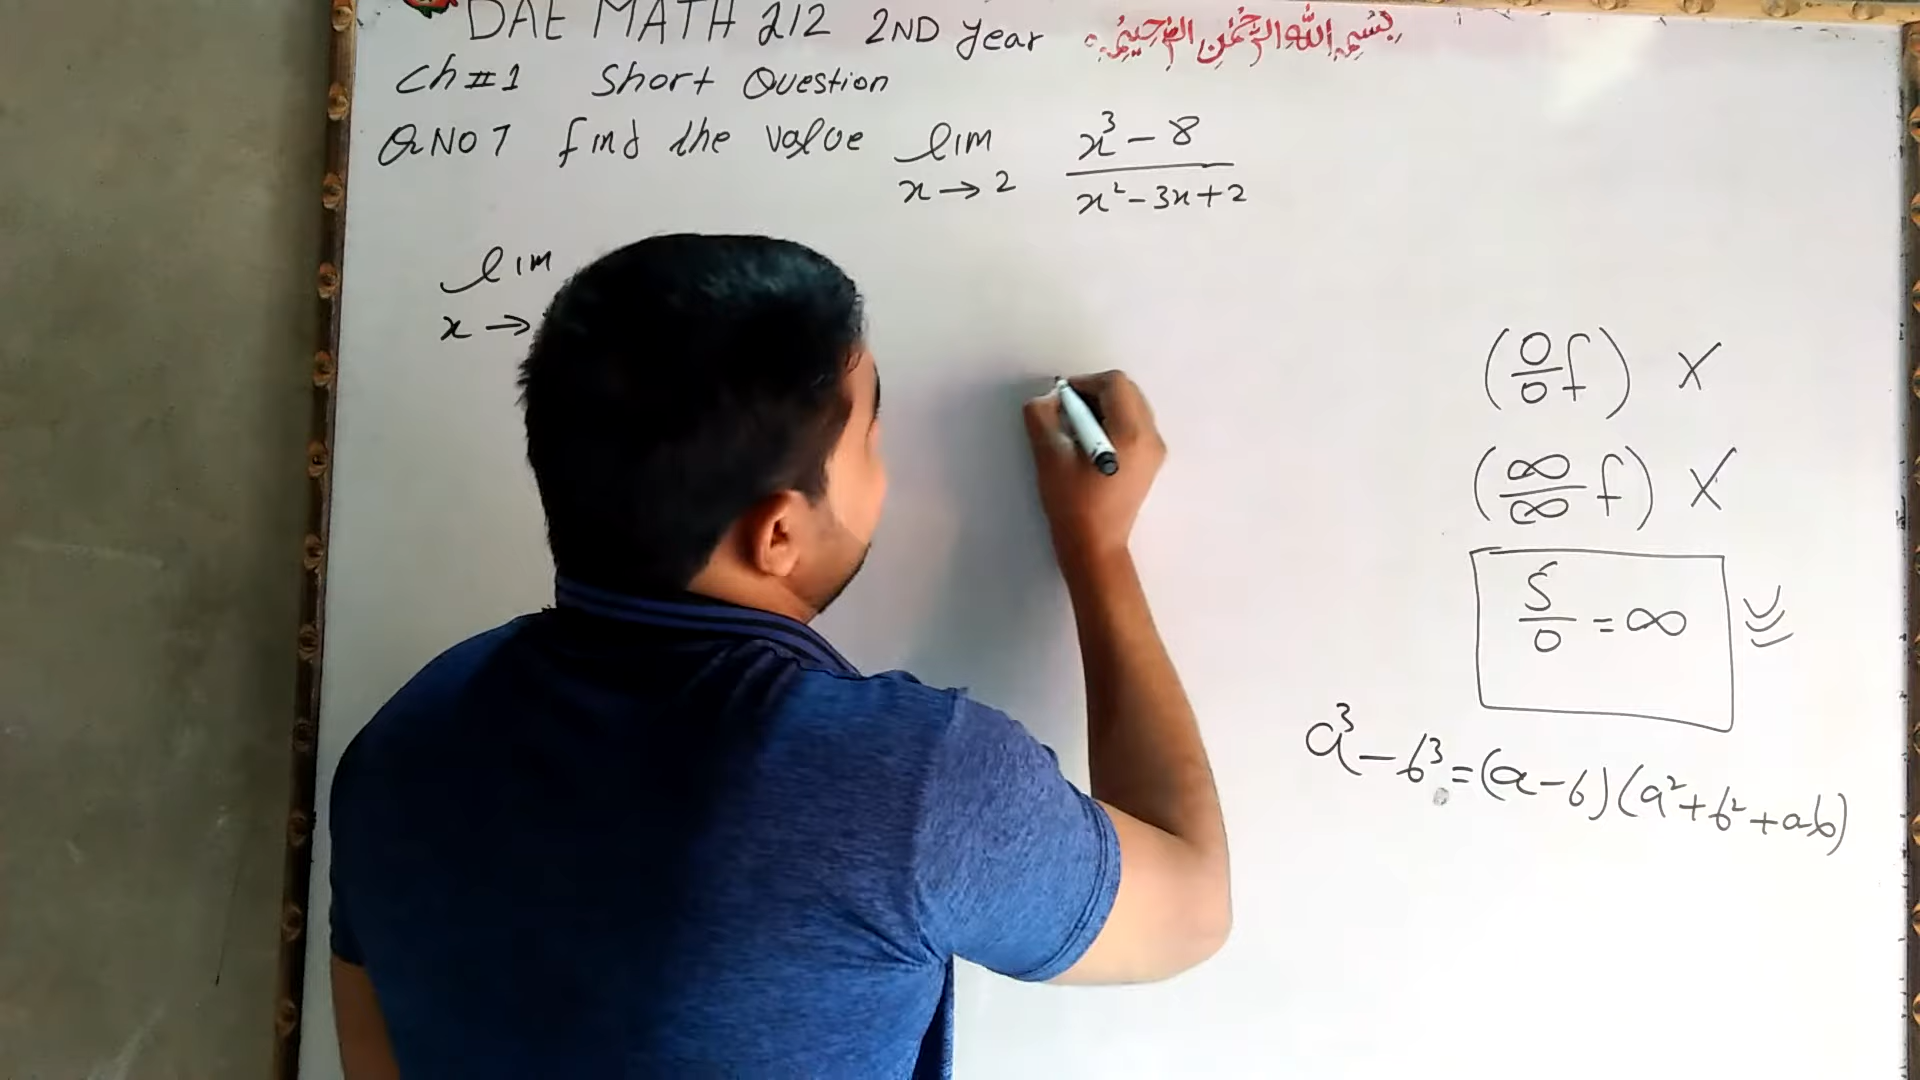 DAE MATH 212 2ND year بِسْمِ اللهِ الرَّحْمٰنِ الرَّحِيْمِ
Ch#1 Short Question
Q NO 7 find the value lim x→2 (x³ - 8)/(x² - 3x + 2)
lim
x →
(0/0 f) X
(∞/∞ f) X
5/0 = ∞
a³ - b³ = (a - b)(a² + b² + ab)